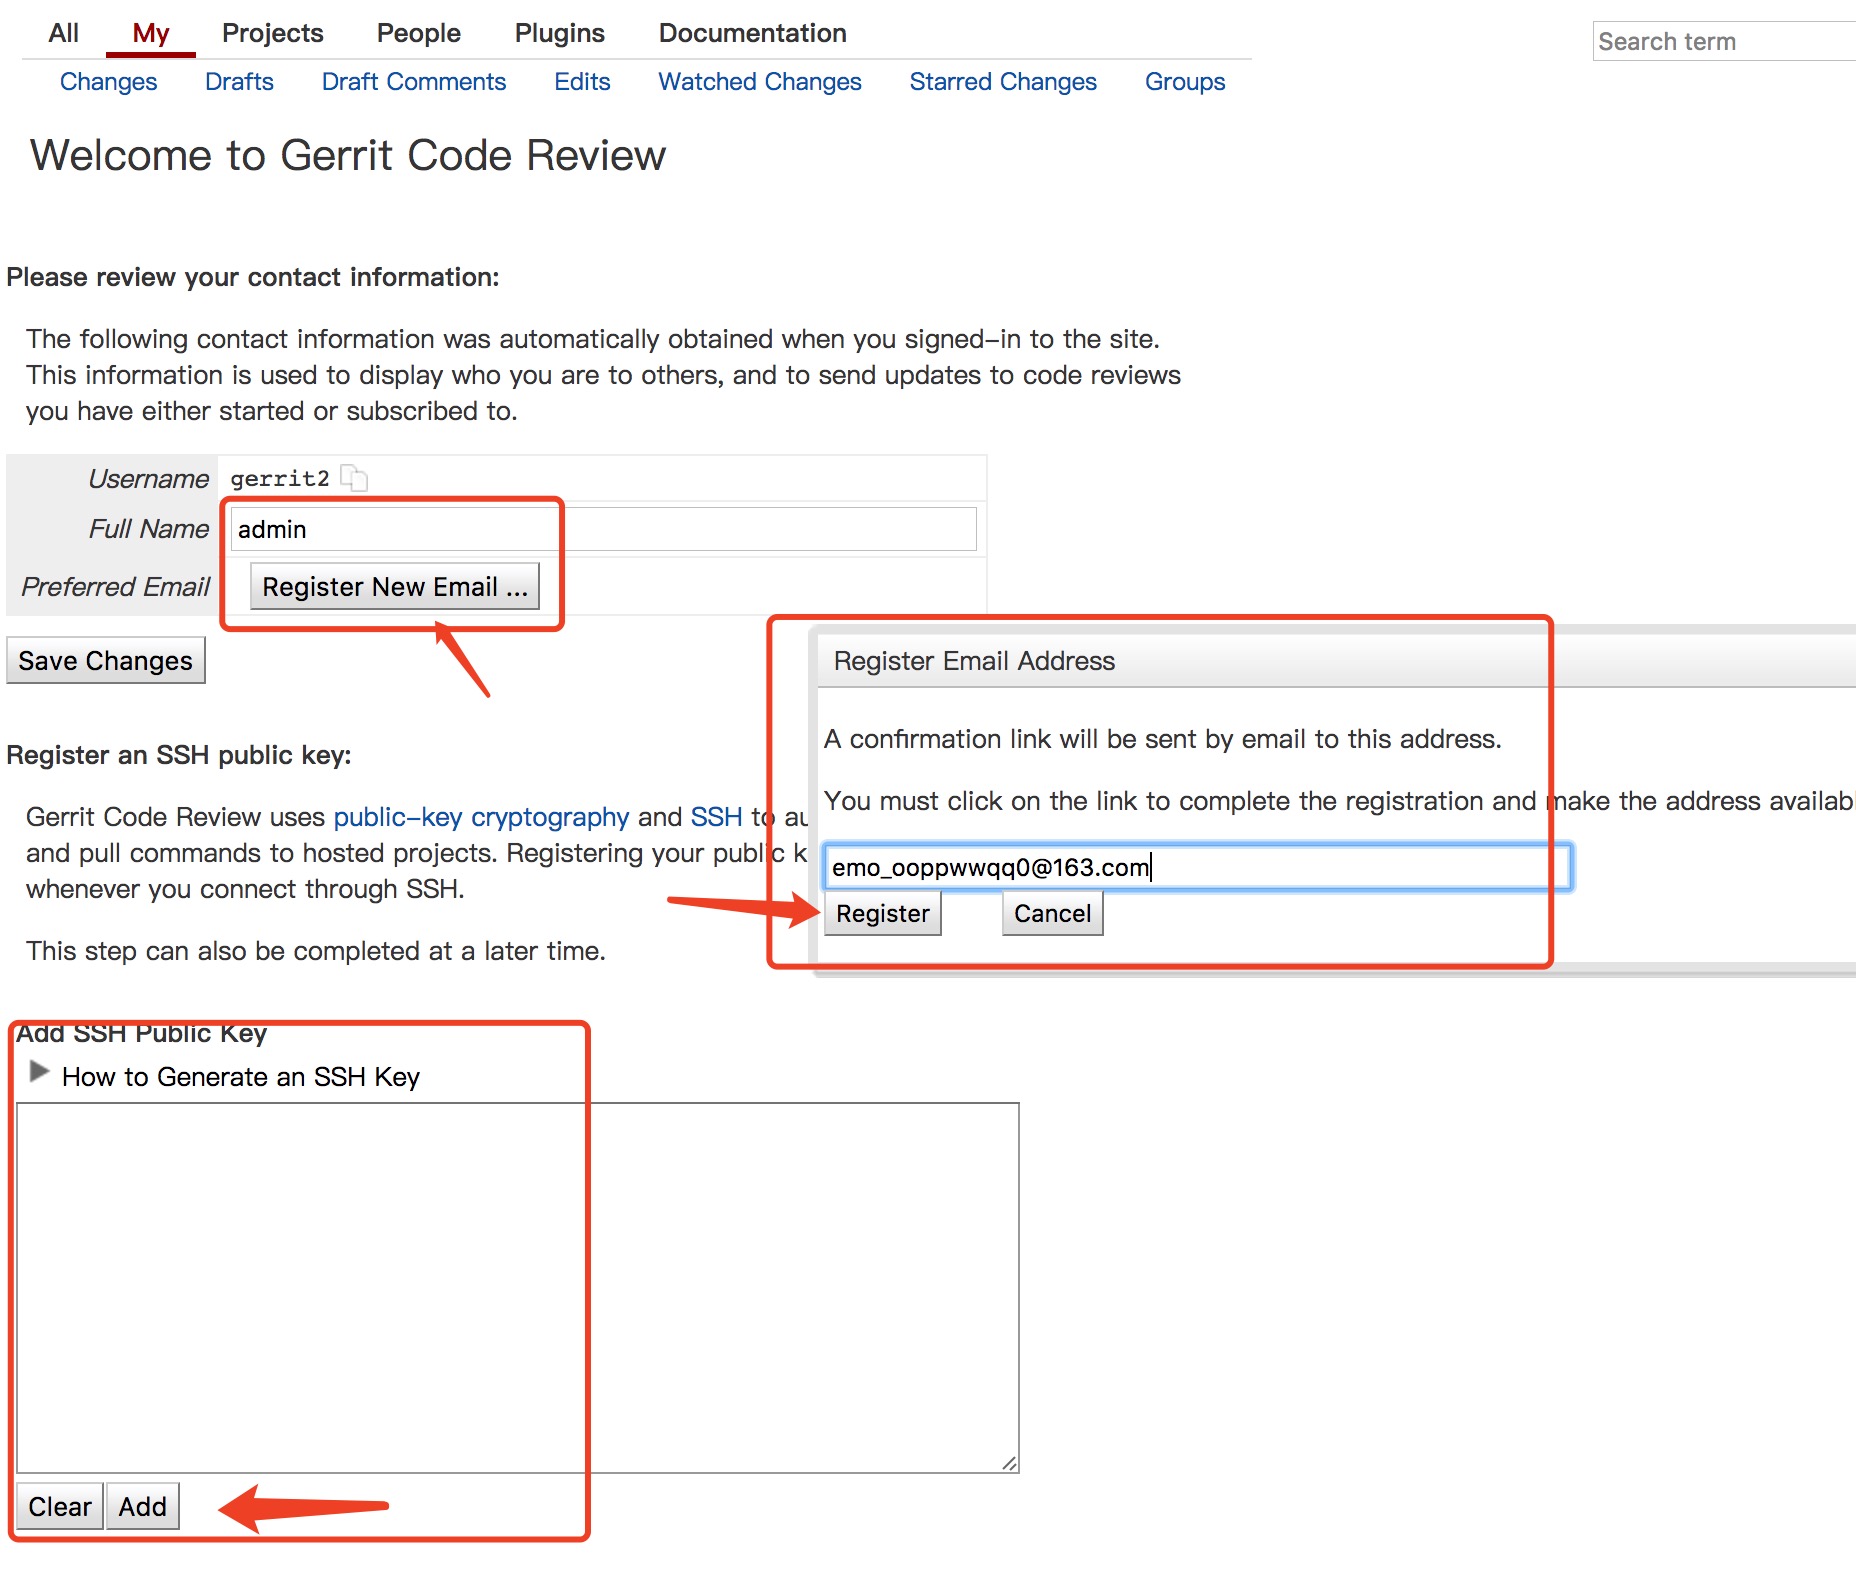 All My Projects People Plugins Documentation
Search term
Changes Drafts Draft Comments Edits Watched Changes Starred Changes Groups
Welcome to Gerrit Code Review
Please review your contact information:
The following contact information was automatically obtained when you signed-in to the site.
This information is used to display who you are to others, and to send updates to code reviews
you have either started or subscribed to.
Username gerrit2
Full Name admin
Preferred Email Register New Email ...
Save Changes
Register an SSH public key:
Gerrit Code Review uses public-key cryptography and SSH to au
and pull commands to hosted projects. Registering your public k
whenever you connect through SSH.
This step can also be completed at a later time.
Register Email Address
A confirmation link will be sent by email to this address.
You must click on the link to complete the registration and make the address availabl
emo_ooppwwqq0@163.com
Register Cancel
Add SSH Public Key
How to Generate an SSH Key
Clear Add